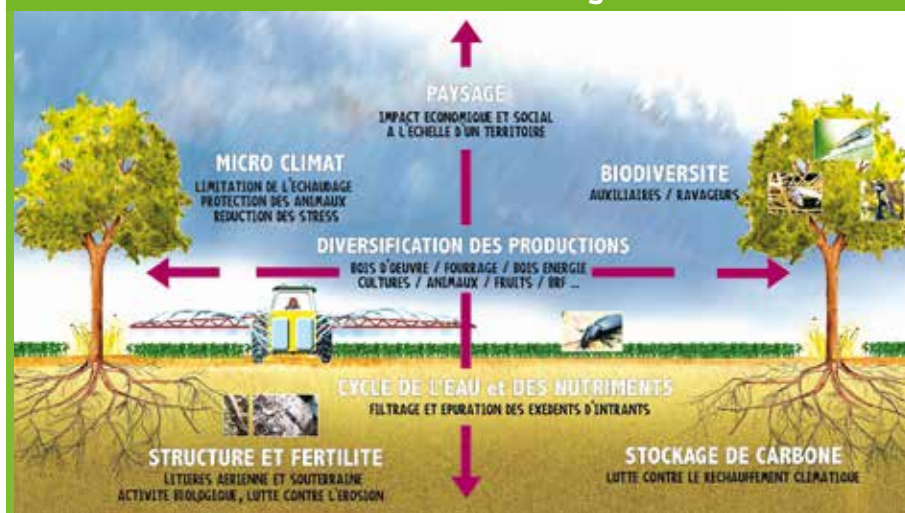 PAYSAGE
IMPACT ECONOMIQUE ET SOCIAL
A L'ÉCHELLE D'UN TERRITOIRE
MICRO CLIMAT
LIMITATION DE L'ECHAUDAGE
PROTECTION DES ANIMAUX
REDUCTION DES STRESS
BIODIVERSITE
AUXILIAIRES / RAVAGEURS
DIVERSIFICATION DES PRODUCTIONS
BOIS D'OEUVRE / FOURRAGE / BOIS ENERGIE
CULTURES / ANIMAUX / FRUITS / BRF ...
CYCLE DE L'EAU et DES NUTRIMENTS
FILTRAGE ET EPURATION DES EXEDENTS D'INTRANTS
STRUCTURE ET FERTILITE
LITIERES AERIENNE ET SOUTERRAINE
ACTIVITE BIOLOGIQUE, LUTTE CONTRE L'EROSION
STOCKAGE DE CARBONE
LUTTE CONTRE LE RECHAUFFEMENT CLIMATIQUE